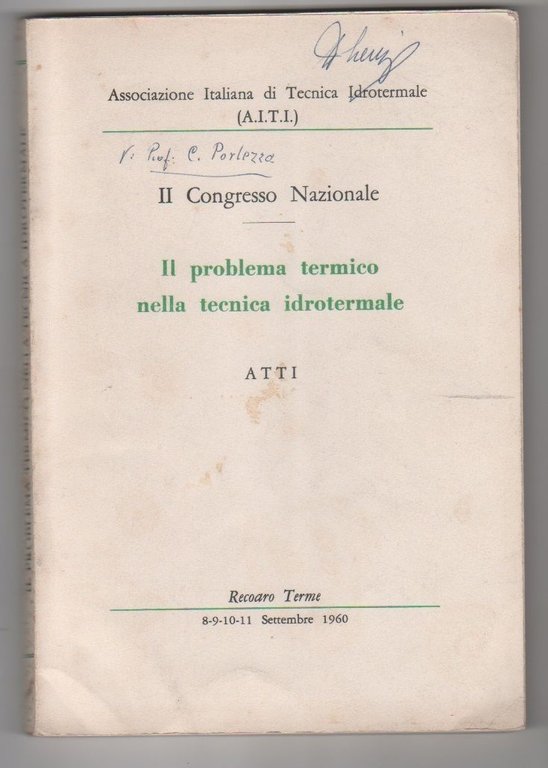 Associazione Italiana di Tecnica Idrotermale
(A.I.T.I.)
V: Prof: C. Portezza
II Congresso Nazionale
Il problema termico
nella tecnica idrotermale
ATTI
Recoaro Terme
8-9-10-11 Settembre 1960